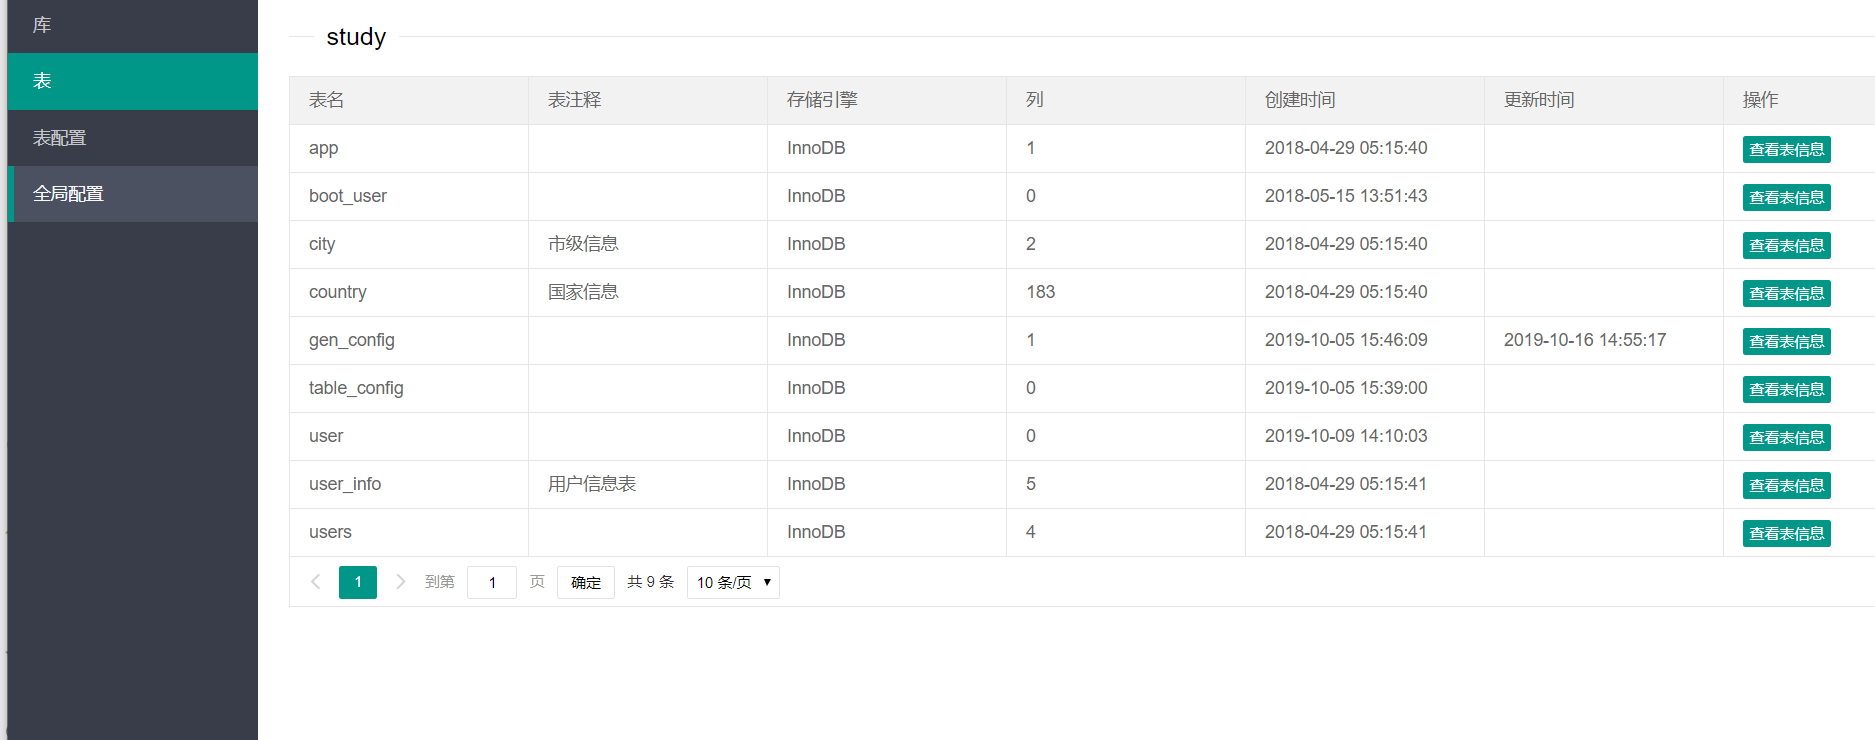 库
表
表配置
全局配置
study
表名 表注释 存储引擎 列 创建时间 更新时间 操作
app InnoDB 1 2018-04-29 05:15:40 查看表信息
boot_user InnoDB 0 2018-05-15 13:51:43 查看表信息
city 市级信息 InnoDB 2 2018-04-29 05:15:40 查看表信息
country 国家信息 InnoDB 183 2018-04-29 05:15:40 查看表信息
gen_config InnoDB 1 2019-10-05 15:46:09 2019-10-16 14:55:17 查看表信息
table_config InnoDB 0 2019-10-05 15:39:00 查看表信息
user InnoDB 0 2019-10-09 14:10:03 查看表信息
user_info 用户信息表 InnoDB 5 2018-04-29 05:15:41 查看表信息
users InnoDB 4 2018-04-29 05:15:41 查看表信息
1 到第 1 页 确定 共 9 条 10 条/页